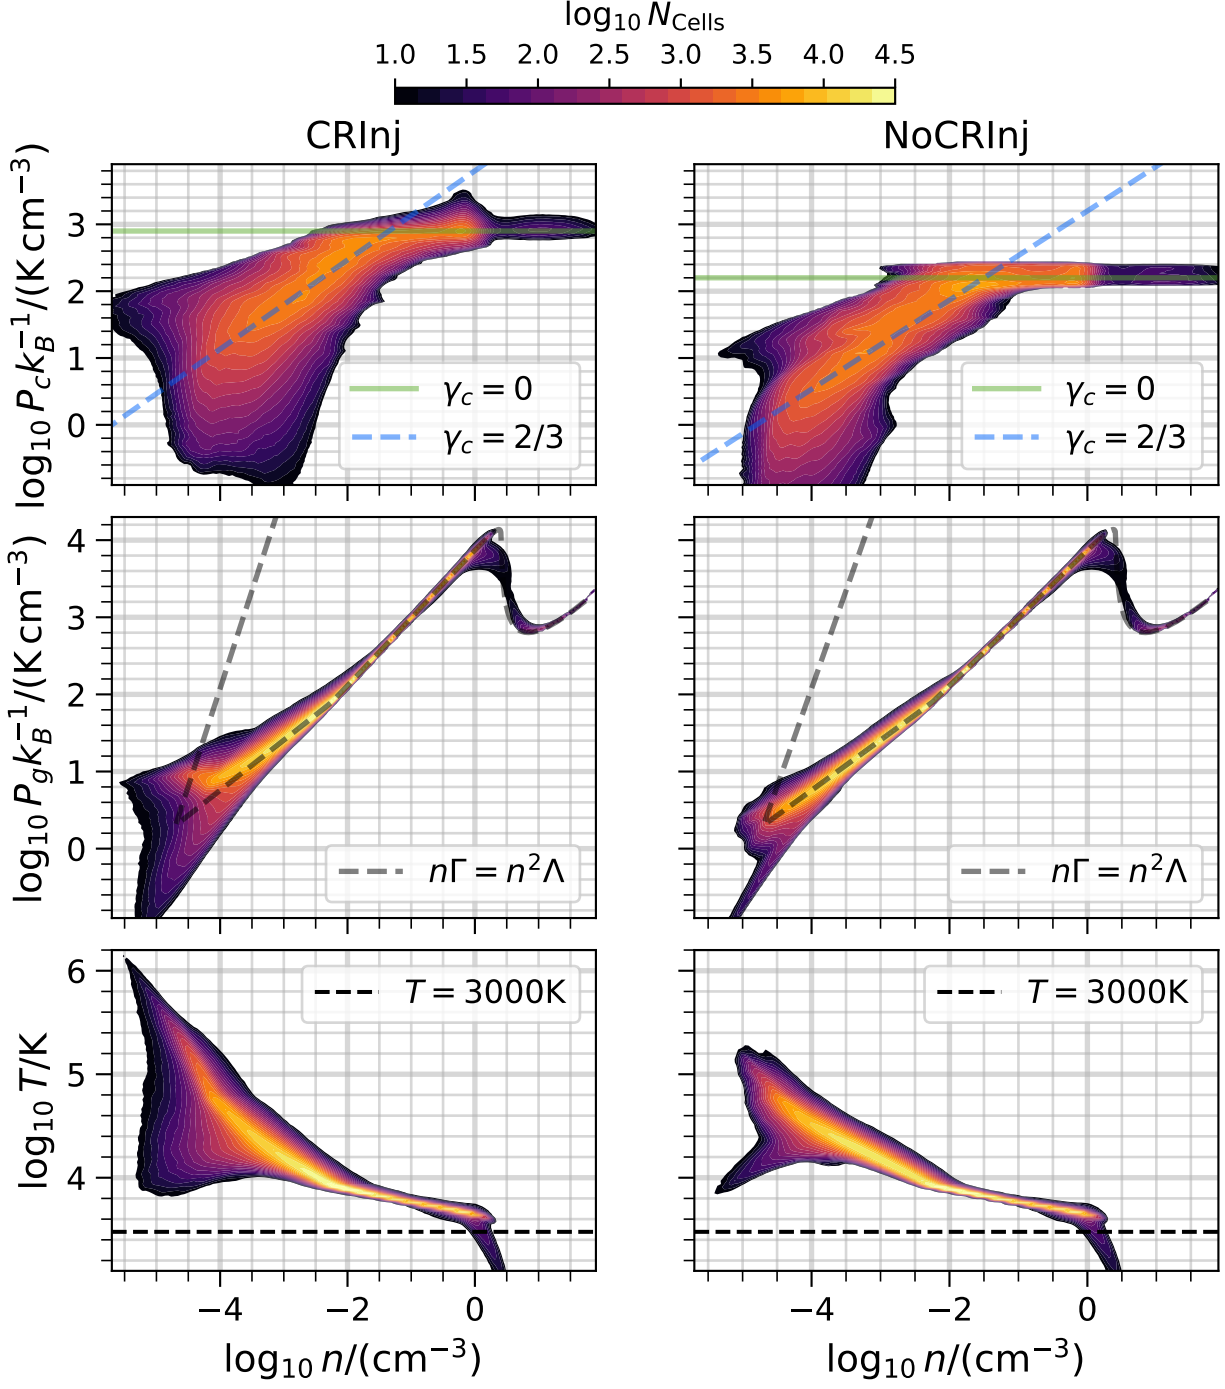 log₁₀ N_Cells
1.0 1.5 2.0 2.5 3.0 3.5 4.0 4.5
CRInj NoCRInj
log₁₀ P_c k_B⁻¹/(K cm⁻³)
3
2
1
0
γ_c = 0
γ_c = 2/3
γ_c = 0
γ_c = 2/3
log₁₀ P_g k_B⁻¹/(K cm⁻³)
4
3
2
1
0
nΓ = n²Λ
nΓ = n²Λ
log₁₀ T/K
6
5
4
T = 3000K
T = 3000K
−4 −2 0
−4 −2 0
log₁₀ n/(cm⁻³)
log₁₀ n/(cm⁻³)